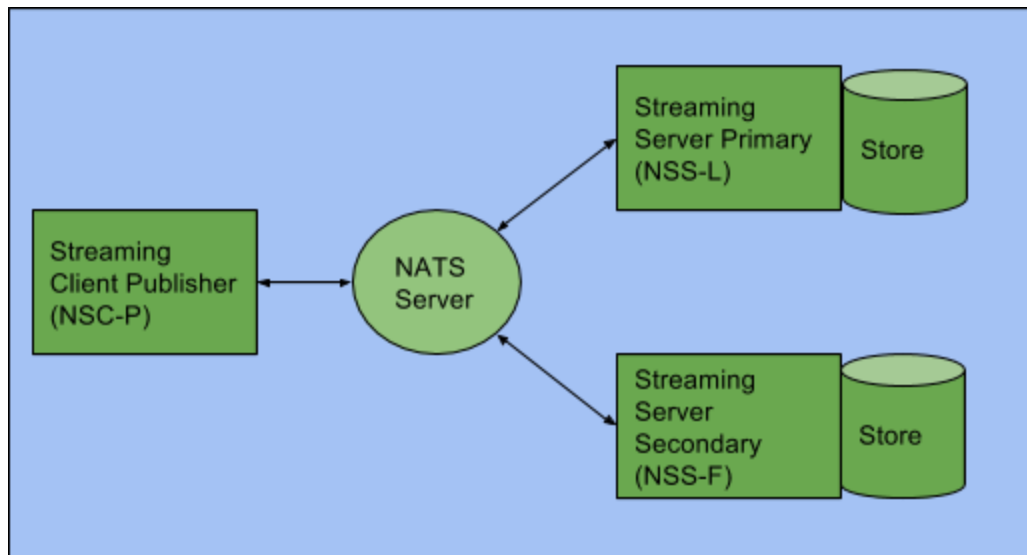 Streaming
Client Publisher
(NSC-P)
NATS
Server
Streaming
Server Primary
(NSS-L)
Store
Streaming
Server
Secondary
(NSS-F)
Store